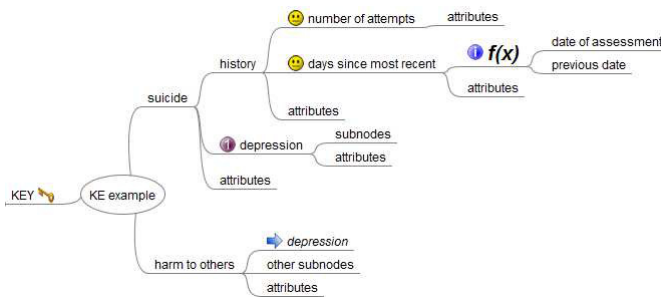 number of attempts
attributes
f(x)
date of assessment
history
days since most recent
previous date
attributes
suicide
attributes
depression
subnodes
attributes
attributes
KEY
KE example
depression
harm to others
other subnodes
attributes